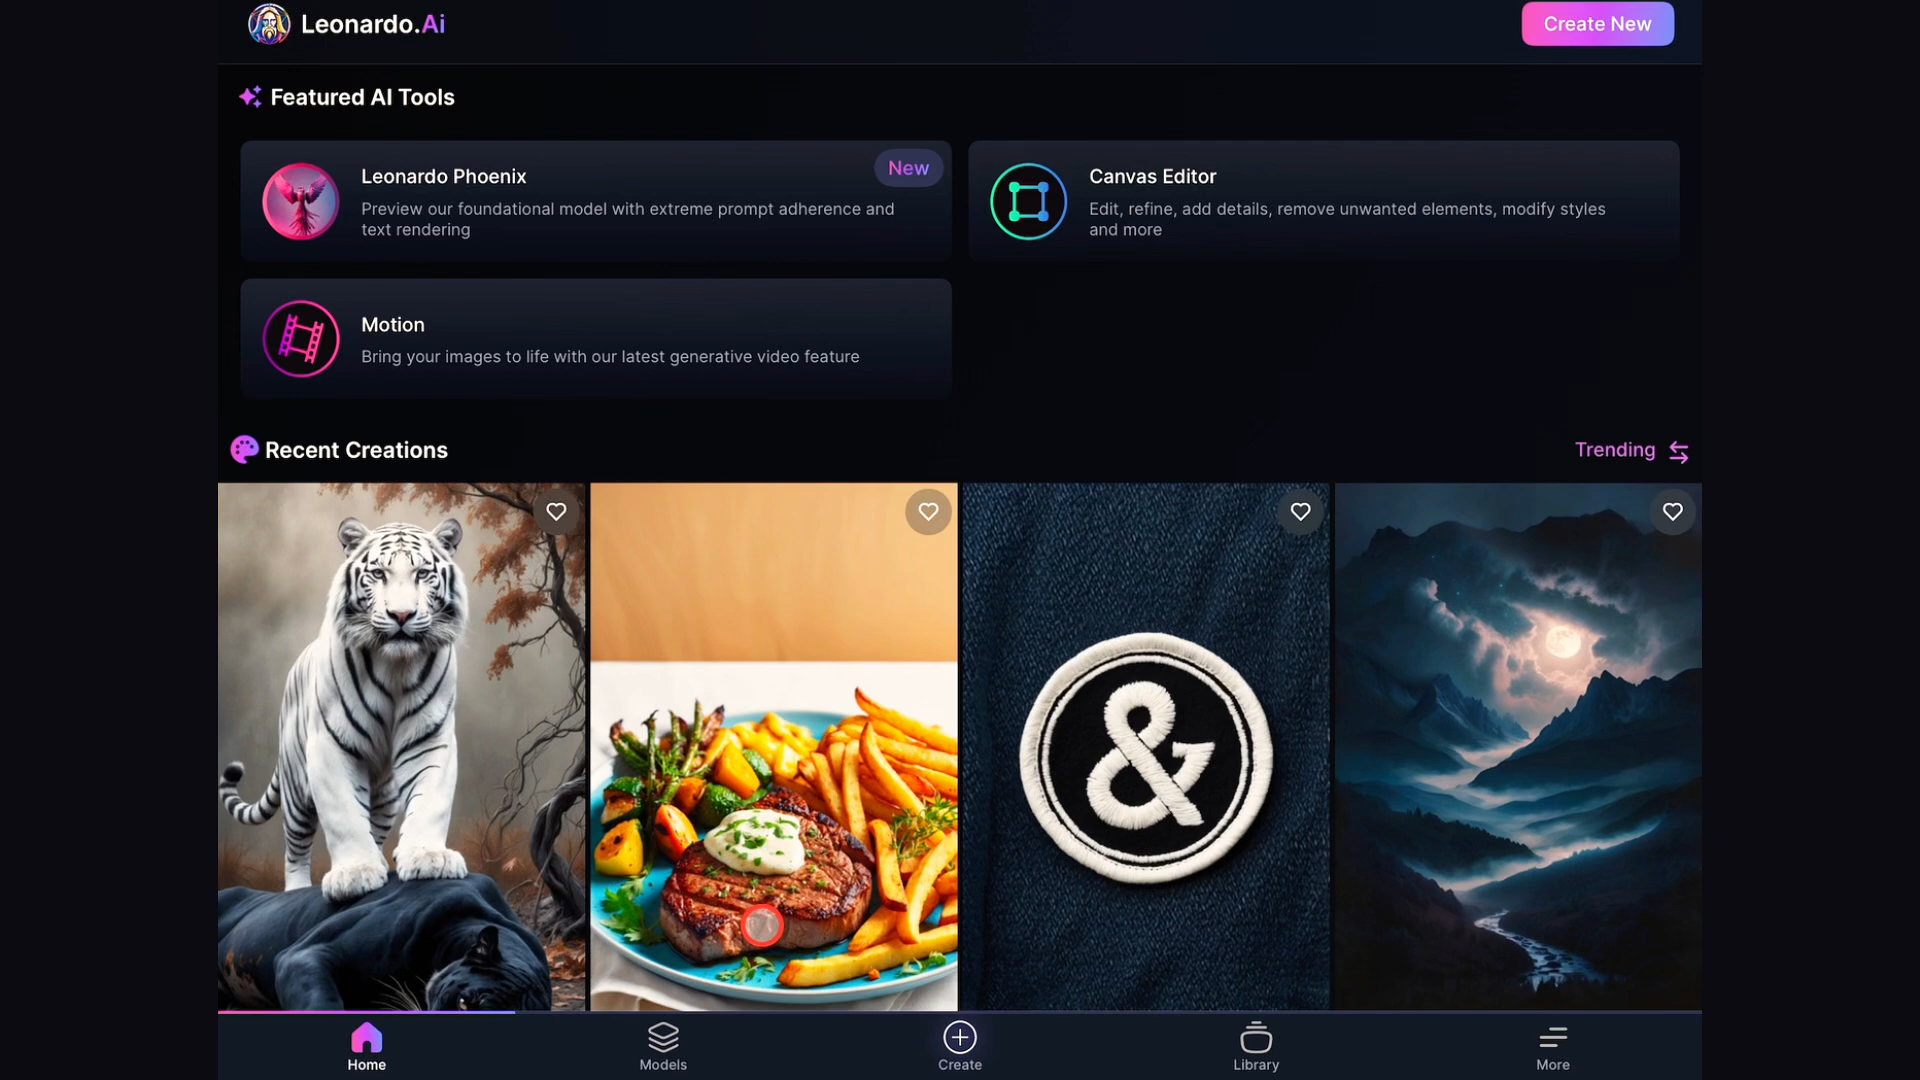 Leonardo.Ai
Create New
Featured AI Tools
Leonardo Phoenix
New
Preview our foundational model with extreme prompt adherence and
text rendering
Canvas Editor
Edit, refine, add details, remove unwanted elements, modify styles
and more
Motion
Bring your images to life with our latest generative video feature
Recent Creations
Trending
&
Home
Models
Create
Library
More